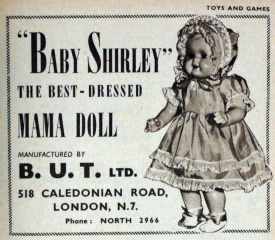 TOYS AND GAMES
"BABY SHIRLEY"
THE BEST-DRESSED
MAMA DOLL
MANUFACTURED BY
B. U. T. LTD.
518 CALEDONIAN ROAD,
LONDON, N.7.
Phone: NORTH 2966